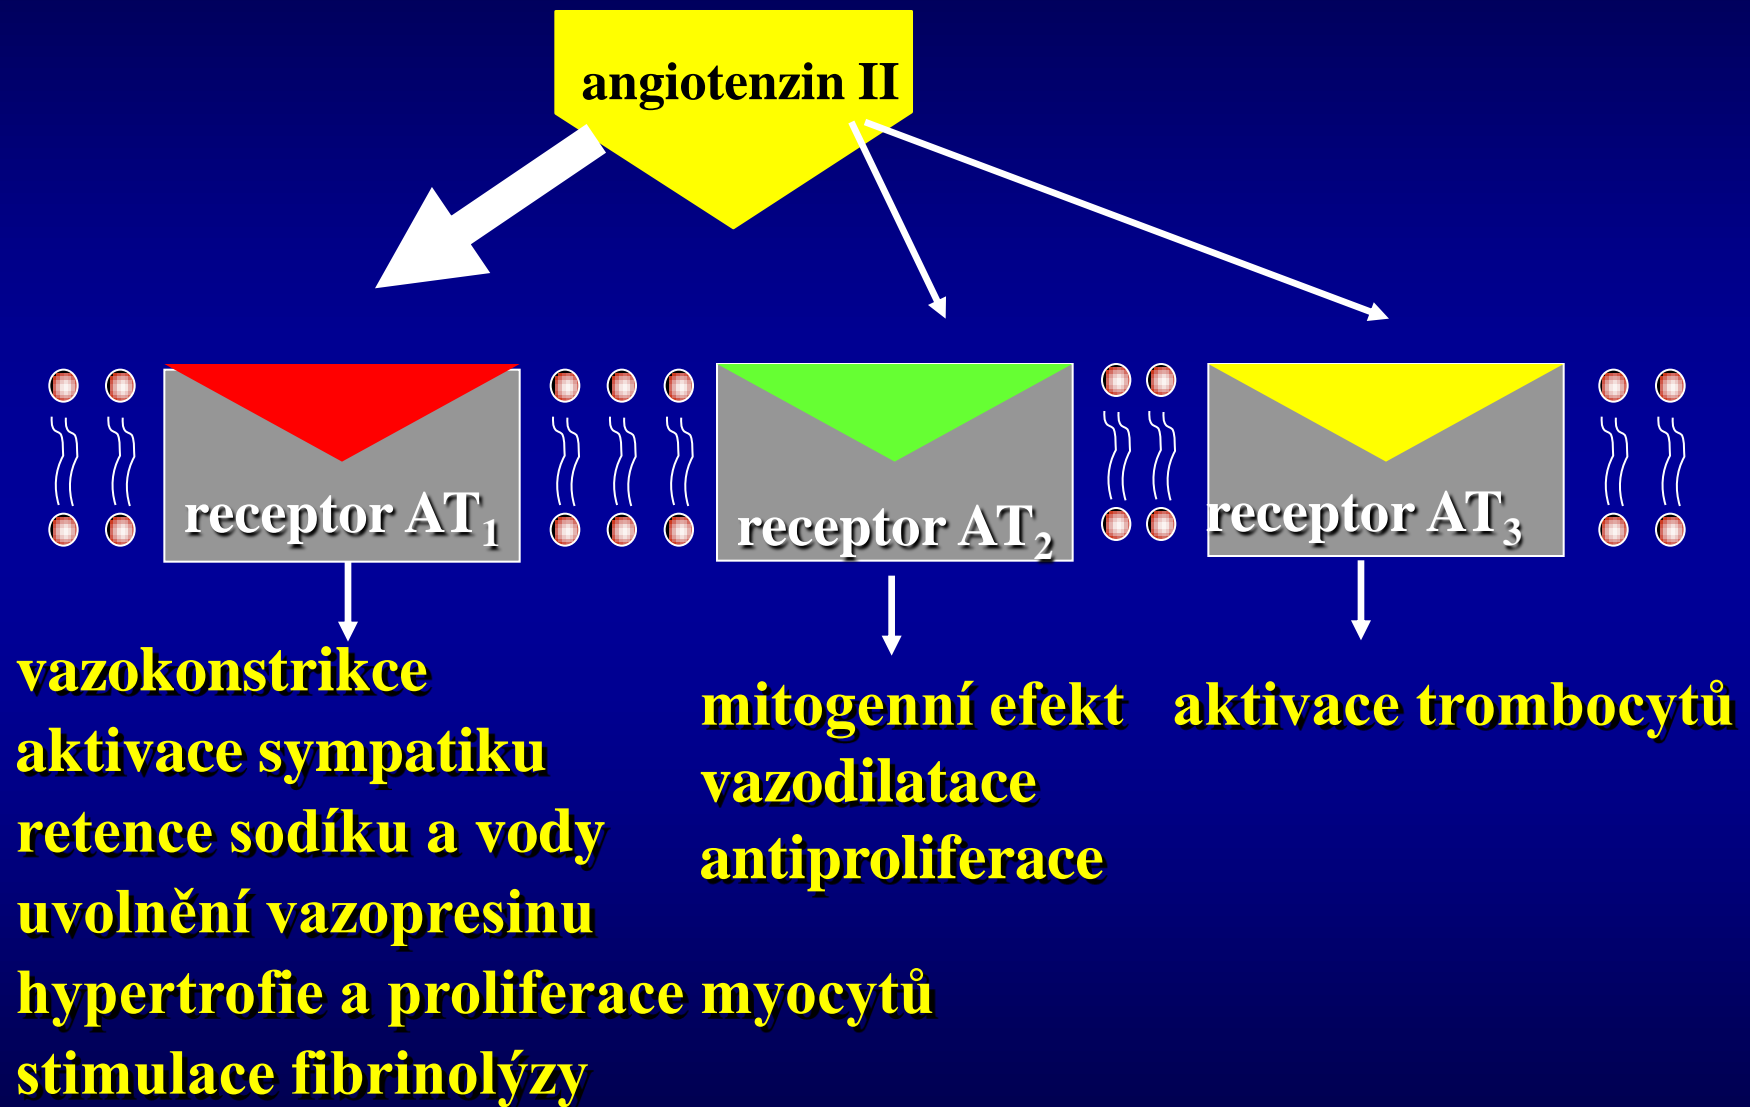 angiotenzin II
receptor AT₁
receptor AT₂
receptor AT₃
vazokonstrikce
aktivace sympatiku
retence sodíku a vody
uvolnění vazopresinu
hypertrofie a proliferace myocytů
stimulace fibrinolýzy
mitogenní efekt
vazodilatace
antiproliferace
aktivace trombocytů